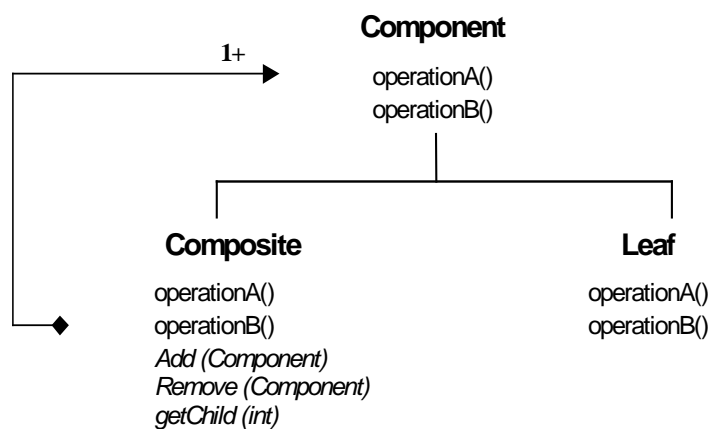 Component
1+
operationA()
operationB()
Composite
Leaf
operationA()
operationB()
Add (Component)
Remove (Component)
getChild (int)
operationA()
operationB()